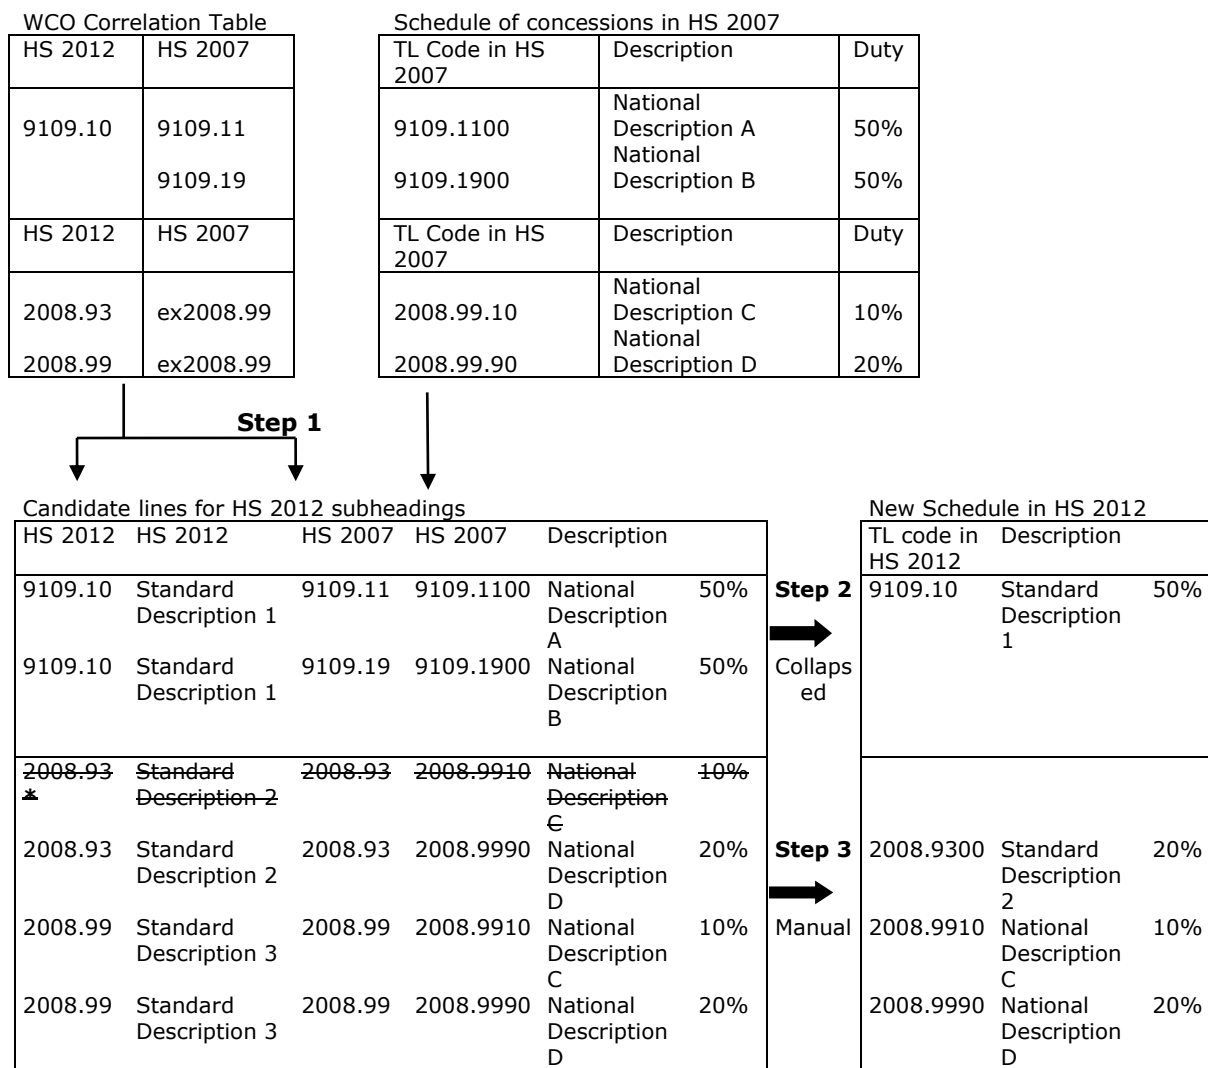 WCO Correlation Table
HS 2012 HS 2007
9109.10 9109.11
9109.19
HS 2012 HS 2007
2008.93 ex2008.99
2008.99 ex2008.99
Schedule of concessions in HS 2007
TL Code in HS Description Duty
2007
National
9109.1100 Description A 50%
National
9109.1900 Description B 50%
TL Code in HS Description Duty
2007
National
2008.99.10 Description C 10%
National
2008.99.90 Description D 20%
Step 1
Candidate lines for HS 2012 subheadings
HS 2012 HS 2012 HS 2007 HS 2007 Description
9109.10 Standard 9109.11 9109.1100 National 50%
Description 1 Description
A
9109.10 Standard 9109.19 9109.1900 National 50%
Description 1 Description
B
2008.93 Standard 2008.93 2008.9910 National 10%
* Description 2 Description
C
2008.93 Standard 2008.93 2008.9990 National 20%
Description 2 Description
D
2008.99 Standard 2008.99 2008.9910 National 10%
Description 3 Description
C
2008.99 Standard 2008.99 2008.9990 National 20%
Description 3 Description
D
Step 2
Collaps
ed
Step 3
Manual
New Schedule in HS 2012
TL code in Description
HS 2012
9109.10 Standard 50%
Description
1
2008.9300 Standard 20%
Description
2
2008.9910 National 10%
Description
C
2008.9990 National 20%
Description
D